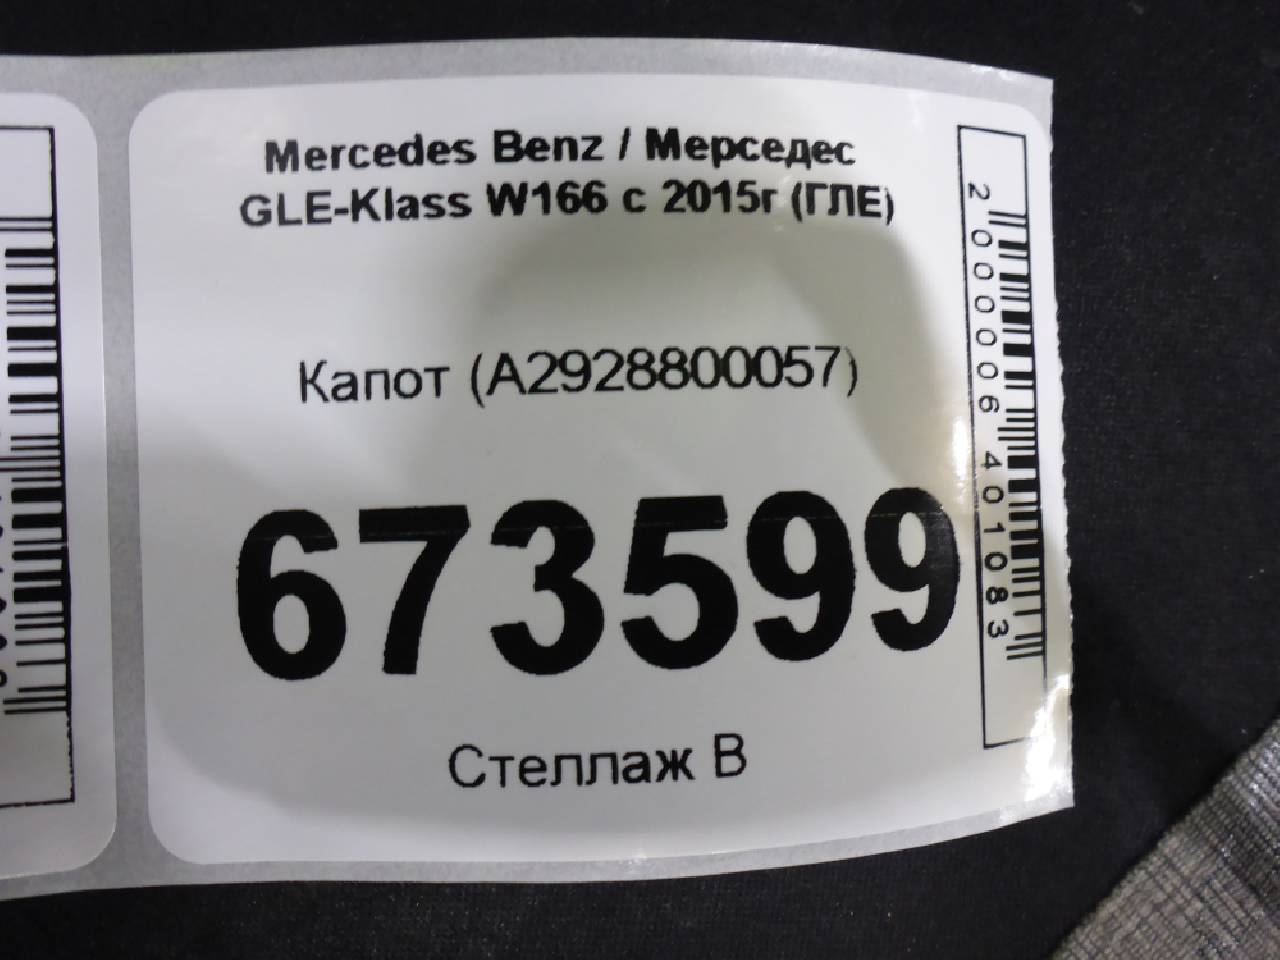 Mercedes Benz / Мерседес
GLE-Klass W166 с 2015г (ГЛЕ)
Капот (A2928800057)
673599
Стеллаж В
2000006401083